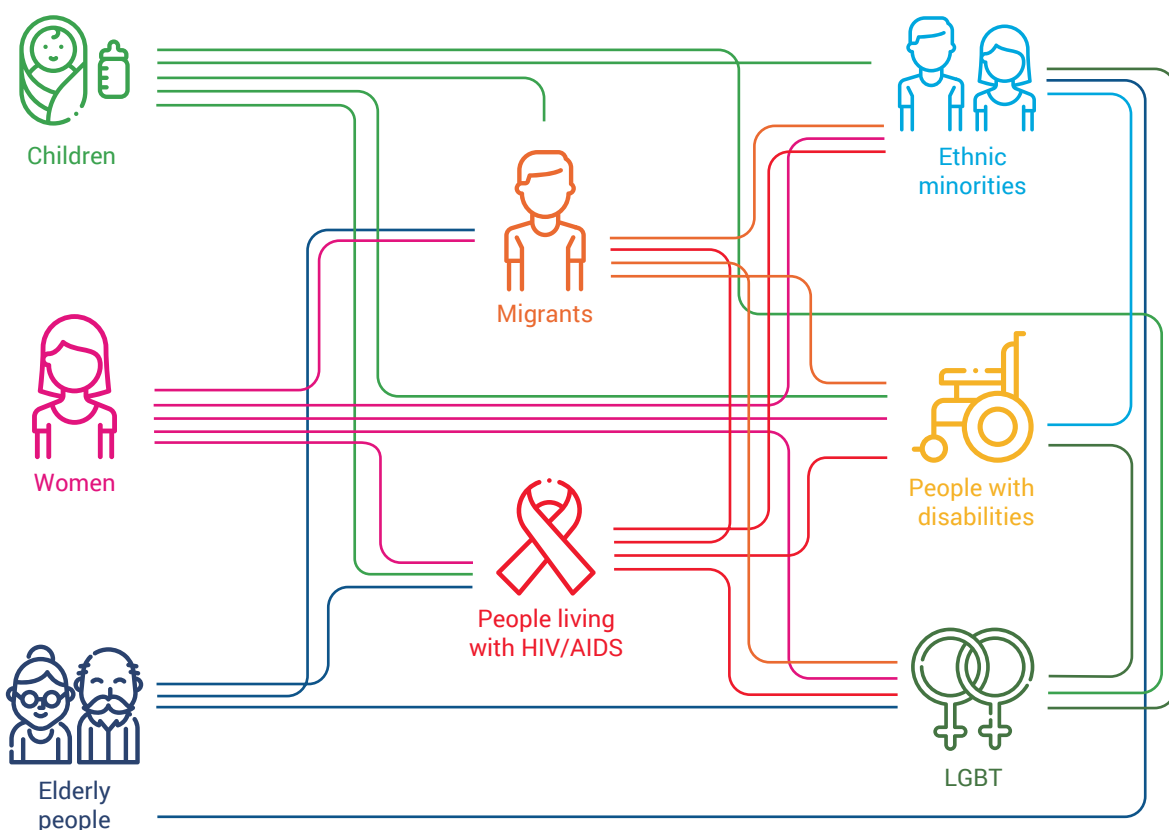 Children
Ethnic
minorities
Migrants
Women
People with
disabilities
People living
with HIV/AIDS
LGBT
Elderly
people